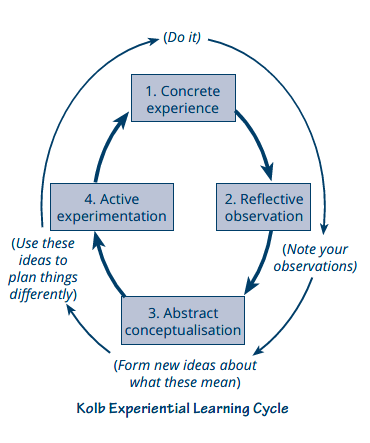 (Do it)
1. Concrete
experience
2. Reflective
observation
4. Active
experimentation
(Note your
observations)
(Use these
ideas to
plan things
differently)
3. Abstract
conceptualisation
(Form new ideas about
what these mean)
Kolb Experiential Learning Cycle